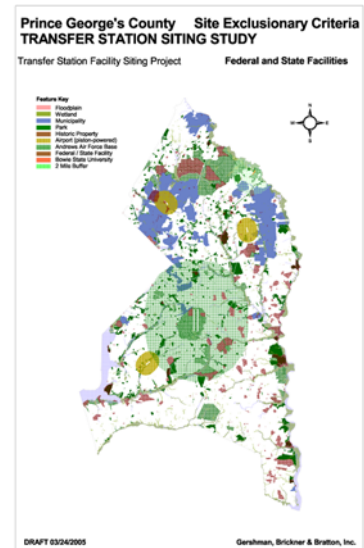 Prince George's County Site Exclusionary Criteria
TRANSFER STATION SITING STUDY
Transfer Station Facility Siting Project Federal and State Facilities
Feature Key
Floodplain
Wetland
Municipality
Park
Historic Property
Airport (piston-powered)
Andrews Air Force Base
Federal / State Facility
Bowie State University
2 Mile Buffer
N
W E
S
DRAFT 03/24/2005 Gershman, Brickner & Bratton, Inc.